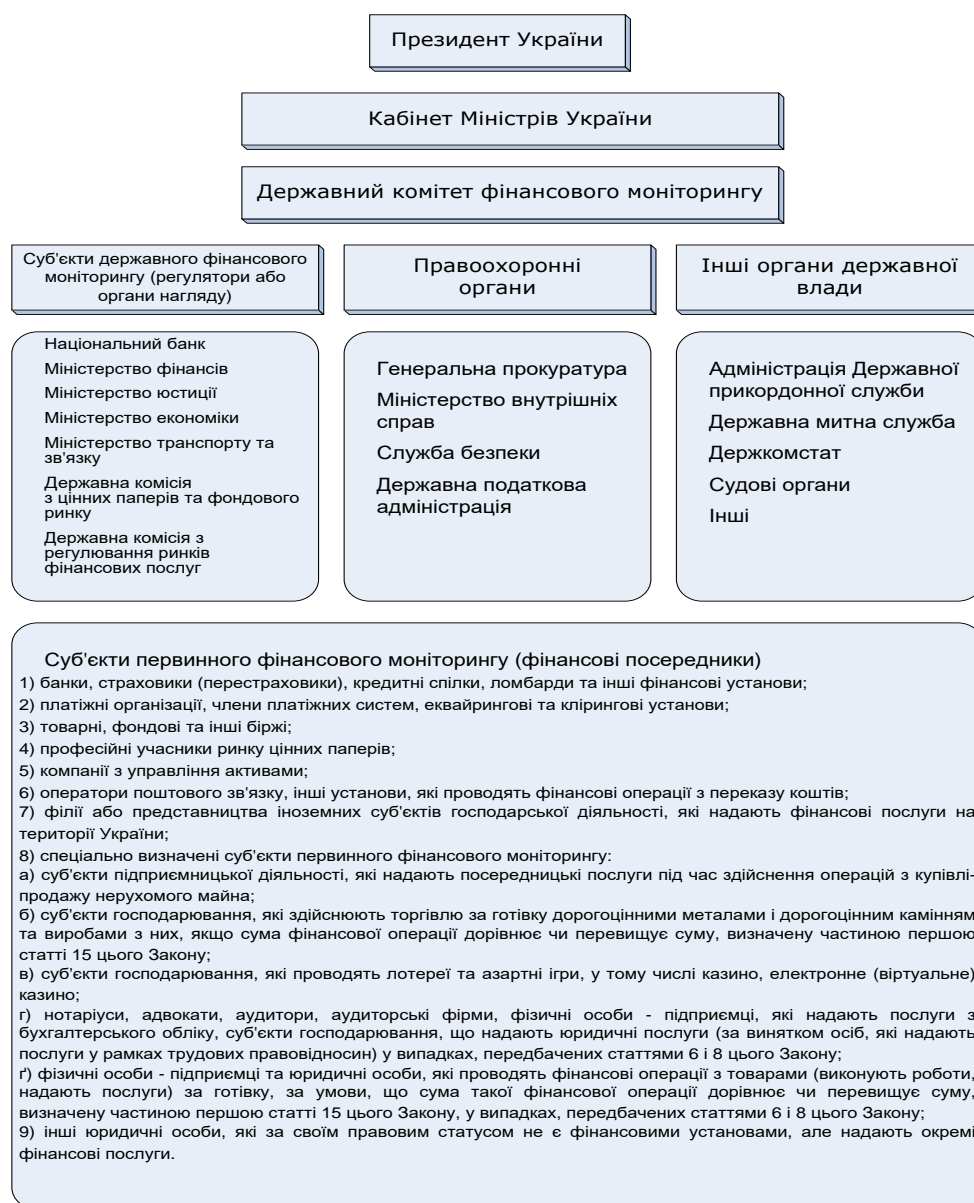 Президент України
Кабінет Міністрів України
Державний комітет фінансового моніторингу
Суб'єкти державного фінансового
моніторингу (регулятори або
органи нагляду)
Правоохоронні
органи
Інші органи державної
влади
Національний банк
Міністерство фінансів
Міністерство юстиції
Міністерство економіки
Міністерство транспорту та
зв'язку
Державна комісія
з цінних паперів та фондового
ринку
Державна комісія з
регулювання ринків
фінансових послуг
Генеральна прокуратура
Міністерство внутрішніх
справ
Служба безпеки
Державна податкова
адміністрація
Адміністрація Державної
прикордонної служби
Державна митна служба
Держкомстат
Судові органи
Інші
Суб'єкти первинного фінансового моніторингу (фінансові посередники)
1) банки, страховики (перестраховики), кредитні спілки, ломбарди та інші фінансові установи;
2) платіжні організації, члени платіжних систем, еквайрингові та клірингові установи;
3) товарні, фондові та інші біржі;
4) професійні учасники ринку цінних паперів;
5) компанії з управління активами;
6) оператори поштового зв'язку, інші установи, які проводять фінансові операції з переказу коштів;
7) філії або представництва іноземних суб'єктів господарської діяльності, які надають фінансові послуги на
території України;
8) спеціально визначені суб'єкти первинного фінансового моніторингу:
а) суб'єкти підприємницької діяльності, які надають посередницькі послуги під час здійснення операцій з купівлі-
продажу нерухомого майна;
б) суб'єкти господарювання, які здійснюють торгівлю за готівку дорогоцінними металами і дорогоцінним камінням
та виробами з них, якщо сума фінансової операції дорівнює чи перевищує суму, визначену частиною першою
статті 15 цього Закону;
в) суб'єкти господарювання, які проводять лотереї та азартні ігри, у тому числі казино, електронне (віртуальне)
казино;
г) нотаріуси, адвокати, аудитори, аудиторські фірми, фізичні особи - підприємці, які надають послуги з
бухгалтерського обліку, суб'єкти господарювання, що надають юридичні послуги (за винятком осіб, які надають
послуги у рамках трудових правовідносин) у випадках, передбачених статтями 6 і 8 цього Закону;
ґ) фізичні особи - підприємці та юридичні особи, які проводять фінансові операції з товарами (виконують роботи,
надають послуги) за готівку, за умови, що сума такої фінансової операції дорівнює чи перевищує суму,
визначену частиною першою статті 15 цього Закону, у випадках, передбачених статтями 6 і 8 цього Закону;
9) інші юридичні особи, які за своїм правовим статусом не є фінансовими установами, але надають окремі
фінансові послуги.